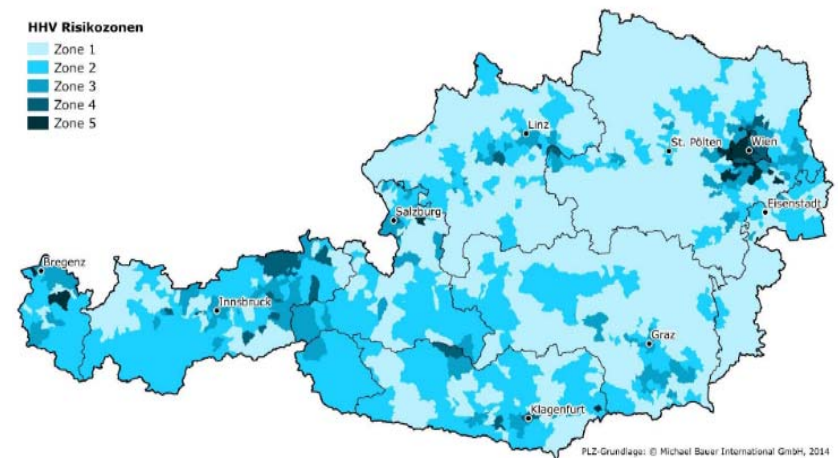 HHV Risikozonen
Zone 1
Zone 2
Zone 3
Zone 4
Zone 5
Linz
St. Pölten
Wien
Eisenstadt
Salzburg
Bregenz
Innsbruck
Graz
Klagenfurt
PLZ-Grundlage: © Michael Bauer International GmbH, 2014